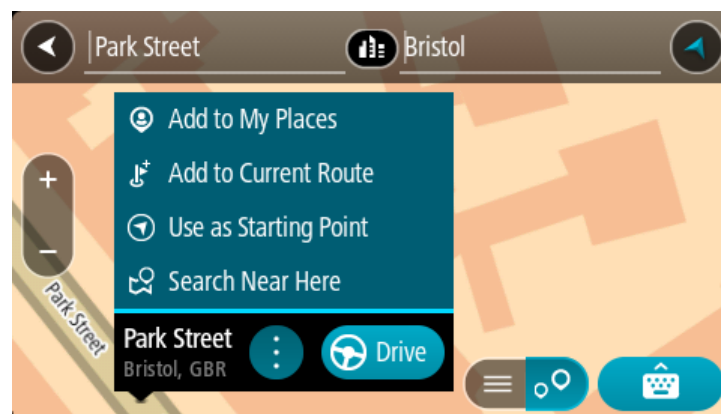 Park Street Bristol
Add to My Places
Add to Current Route
Use as Starting Point
Search Near Here
Park Street
Park Street
Bristol, GBR
Drive